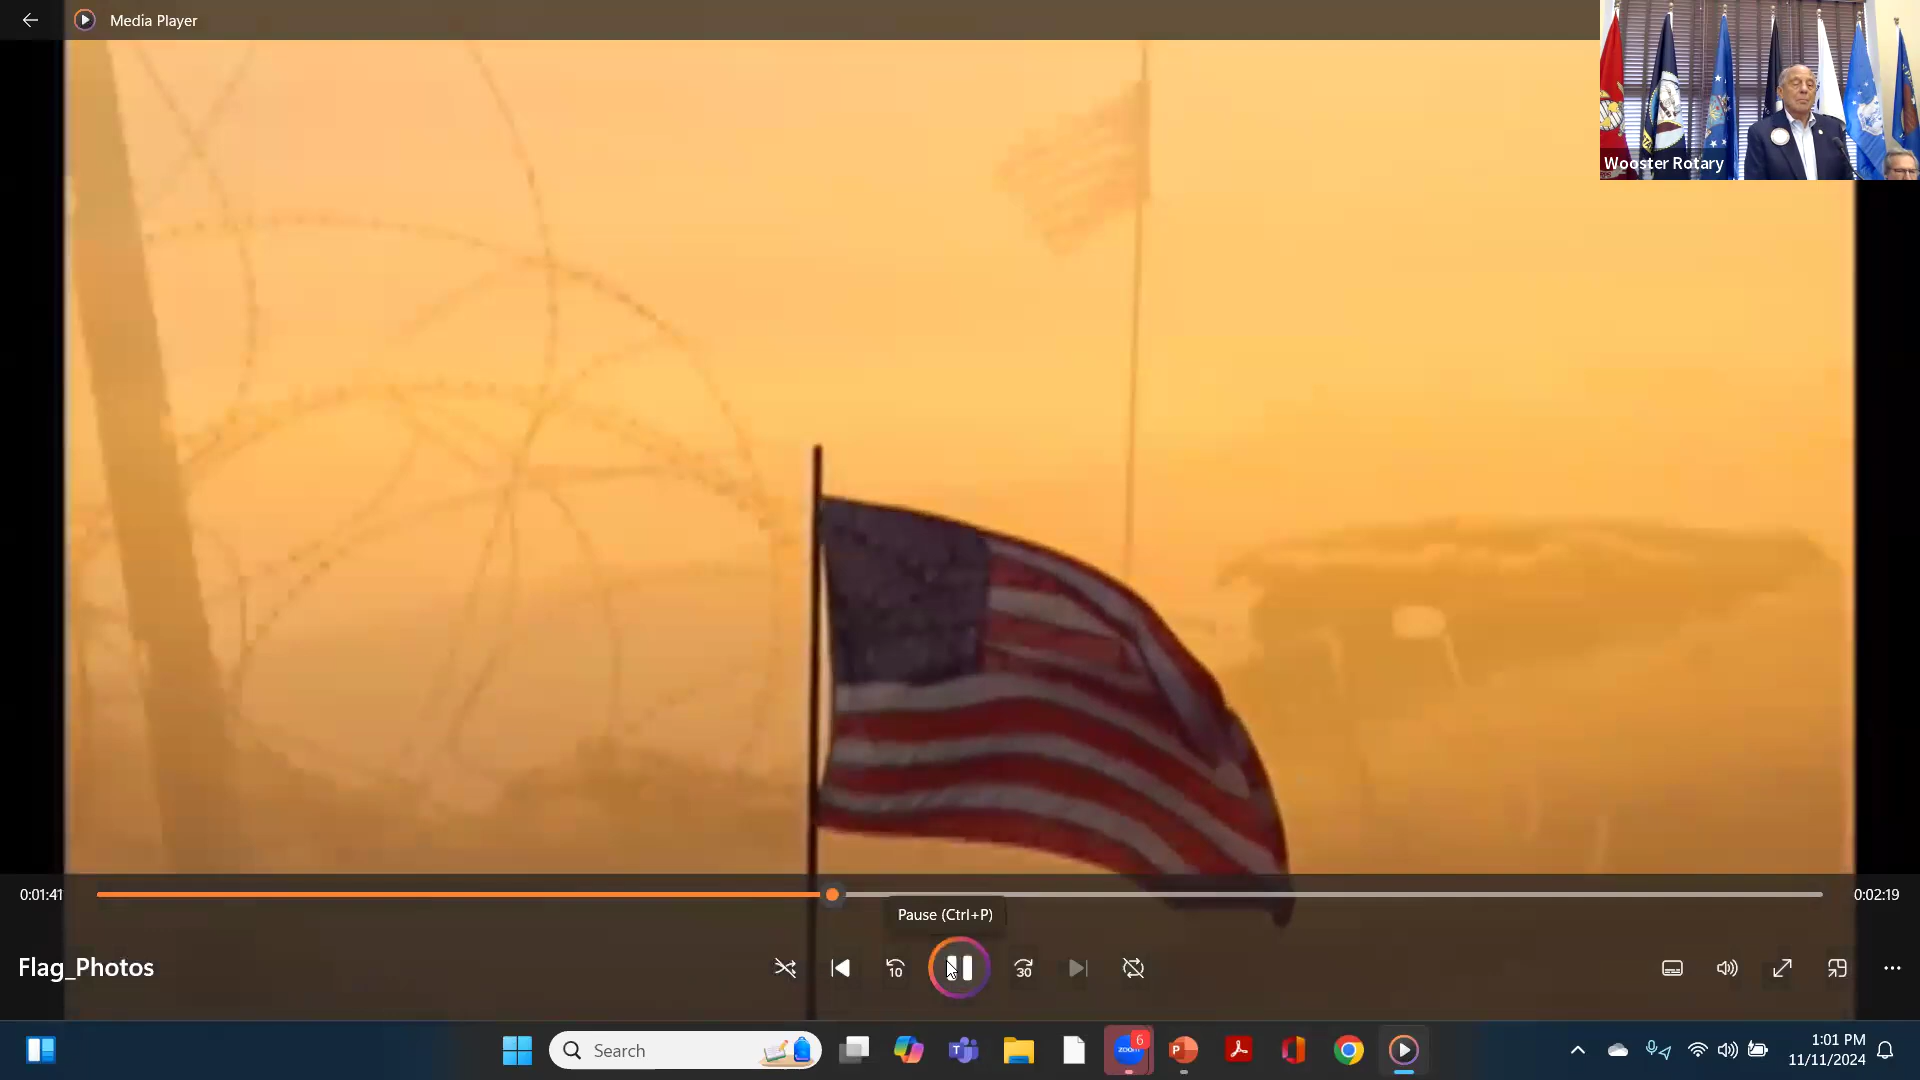 Media Player
Wooster Rotary
0:01:41
0:02:19
Pause (Ctrl+P)
Flag_Photos
10
30
Search
zoom
6
1:01 PM
11/11/2024